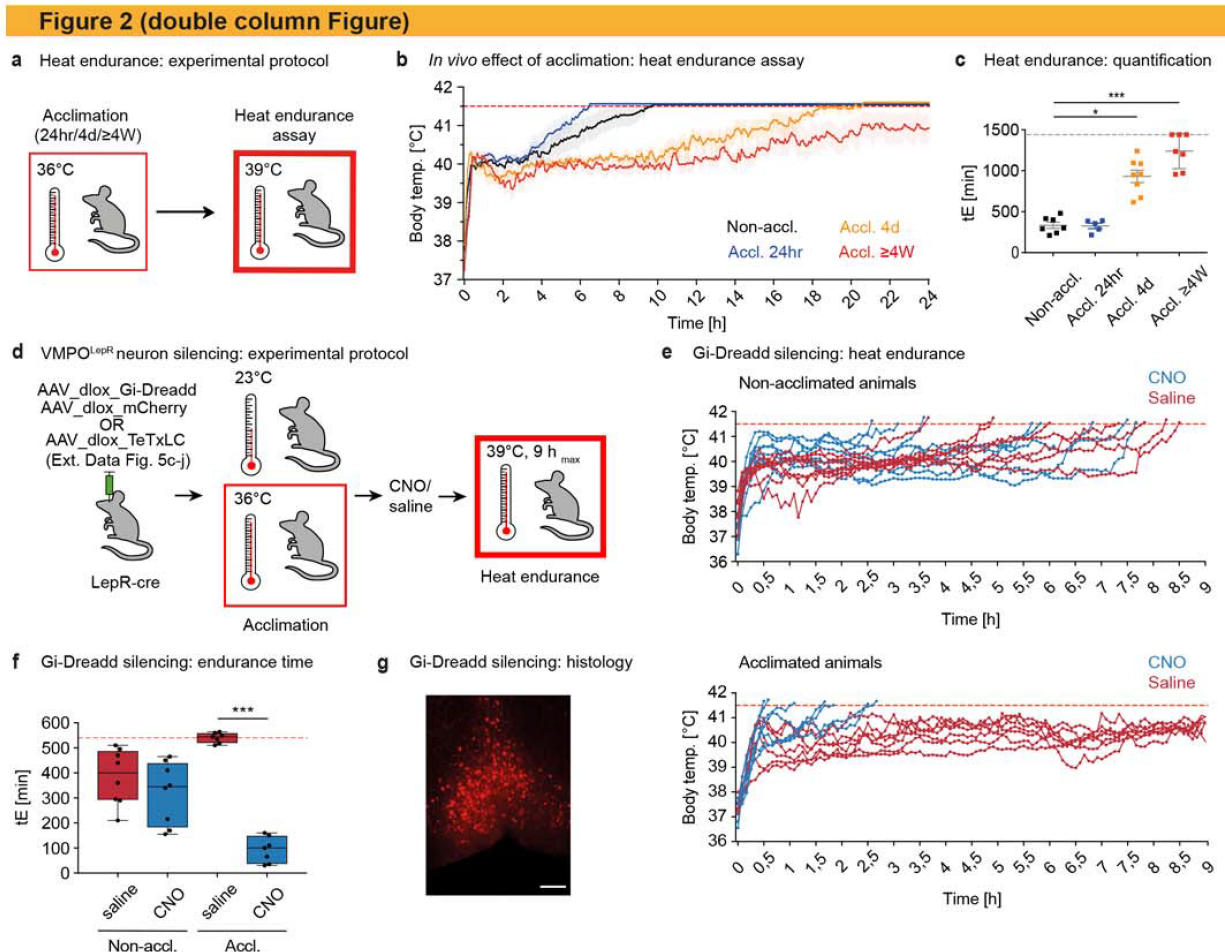 Figure 2 (double column Figure)
a Heat endurance: experimental protocol
Acclimation
(24hr/4d/≥4W)
36°C
Heat endurance
assay
39°C
b In vivo effect of acclimation: heat endurance assay
Body temp. [°C]
42
41
40
39
38
37
0 2 4 6 8 10 12 14 16 18 20 22 24
Time [h]
Non-accl. Accl. 4d
Accl. 24hr Accl. ≥4W
c Heat endurance: quantification
***
*
tE [min]
1500
1000
500
0
Non-accl.
Accl. 24hr
Accl. 4d
Accl. ≥4W
d VMPOLepR neuron silencing: experimental protocol
AAV_dlox_Gi-Dreadd
AAV_dlox_mCherry
OR
AAV_dlox_TeTxLC
(Ext. Data Fig. 5c-j)
LepR-cre
23°C
36°C
Acclimation
CNO/
saline
39°C, 9 h max
Heat endurance
e Gi-Dreadd silencing: heat endurance
Non-acclimated animals
CNO
Saline
Body temp. [°C]
42
41
40
39
38
37
36
0 0,5 1 1,5 2 2,5 3 3,5 4 4,5 5 5,5 6 6,5 7 7,5 8 8,5 9
Time [h]
Acclimated animals
CNO
Saline
Body temp. [°C]
42
41
40
39
38
37
36
0 0,5 1 1,5 2 2,5 3 3,5 4 4,5 5 5,5 6 6,5 7 7,5 8 8,5 9
Time [h]
f Gi-Dreadd silencing: endurance time
***
tE [min]
600
500
400
300
200
100
0
saline CNO saline CNO
Non-accl. Accl.
g Gi-Dreadd silencing: histology